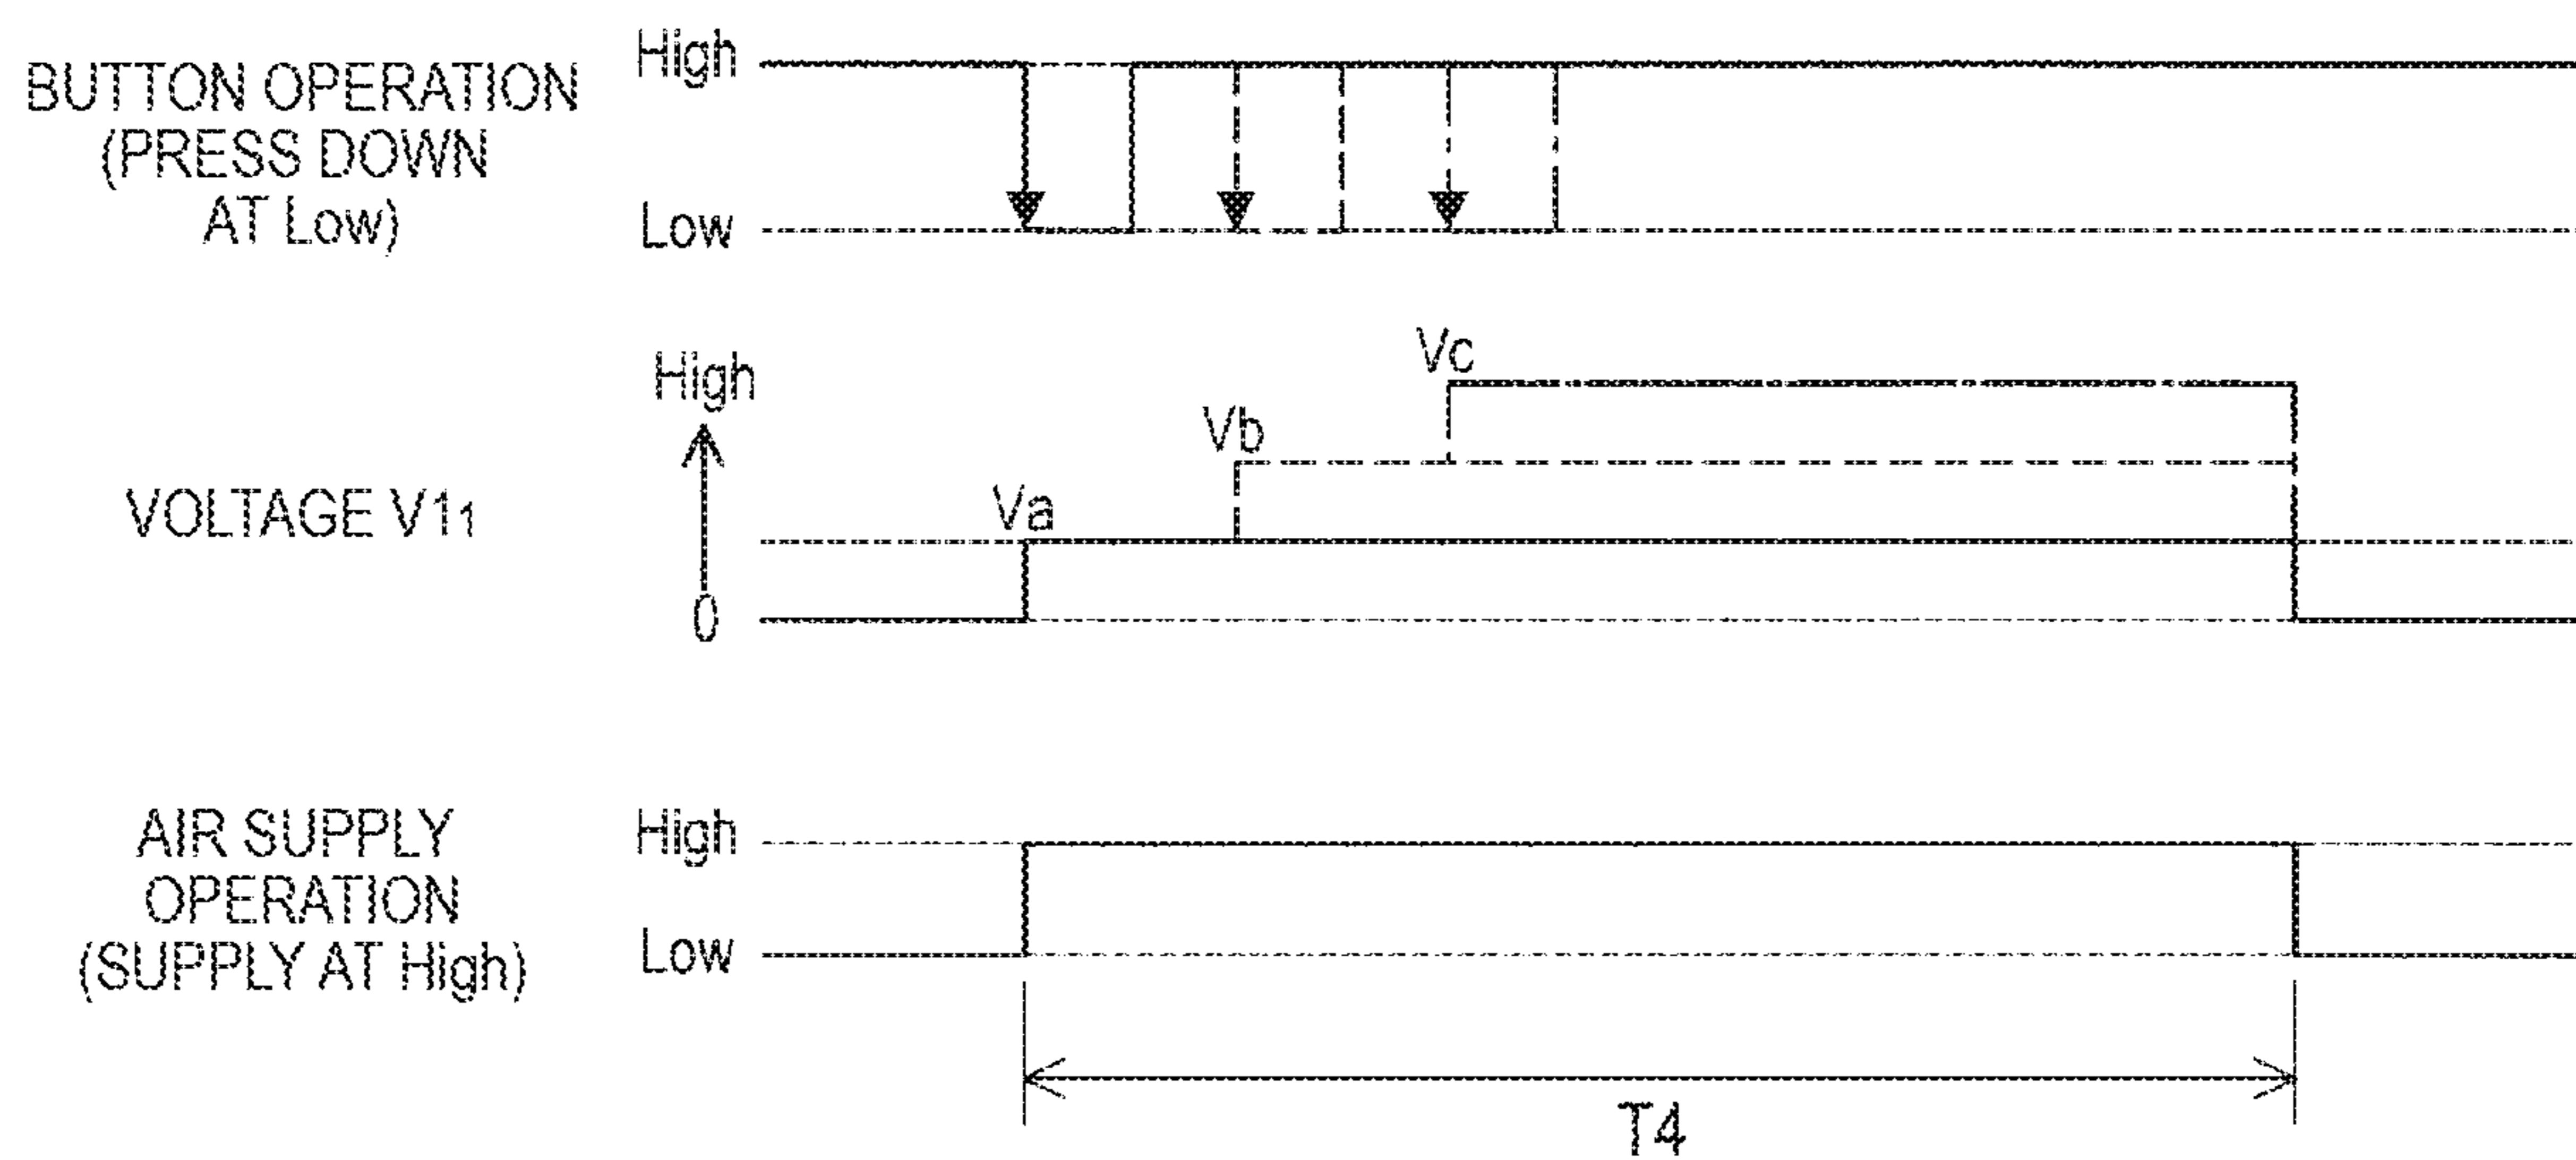 BUTTON OPERATION
(PRESS DOWN
AT Low)
High
Low
VOLTAGE V1₁
High
0
Va
Vb
Vc
AIR SUPPLY
OPERATION
(SUPPLY AT High)
High
Low
T4